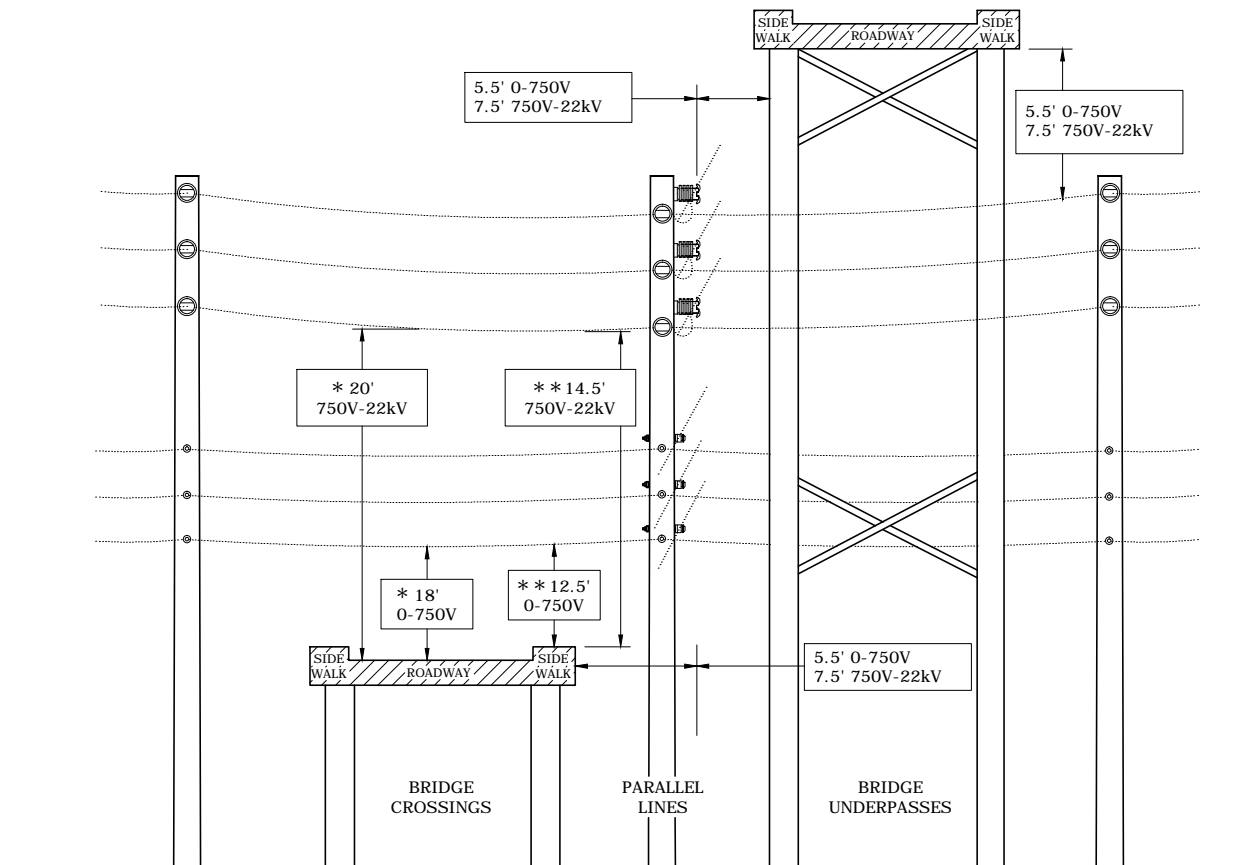 SIDE
WALK
ROADWAY
SIDE
WALK
5.5' 0-750V
7.5' 750V-22kV
5.5' 0-750V
7.5' 750V-22kV
* 20'
750V-22kV
* * 14.5'
750V-22kV
* 18'
0-750V
* * 12.5'
0-750V
SIDE
WALK
ROADWAY
SIDE
WALK
5.5' 0-750V
7.5' 750V-22kV
BRIDGE
CROSSINGS
PARALLEL
LINES
BRIDGE
UNDERPASSES